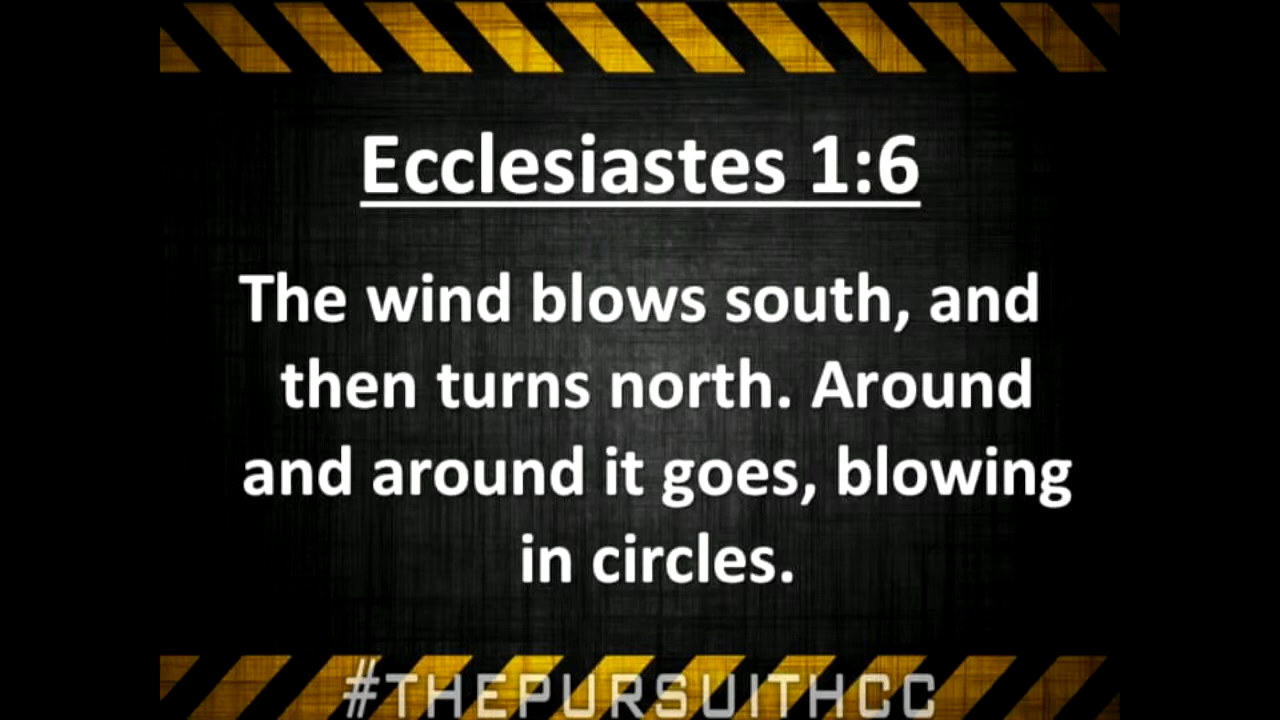 Ecclesiastes 1:6
The wind blows south, and
then turns north. Around
and around it goes, blowing
in circles.
#THEPURSUITHCC